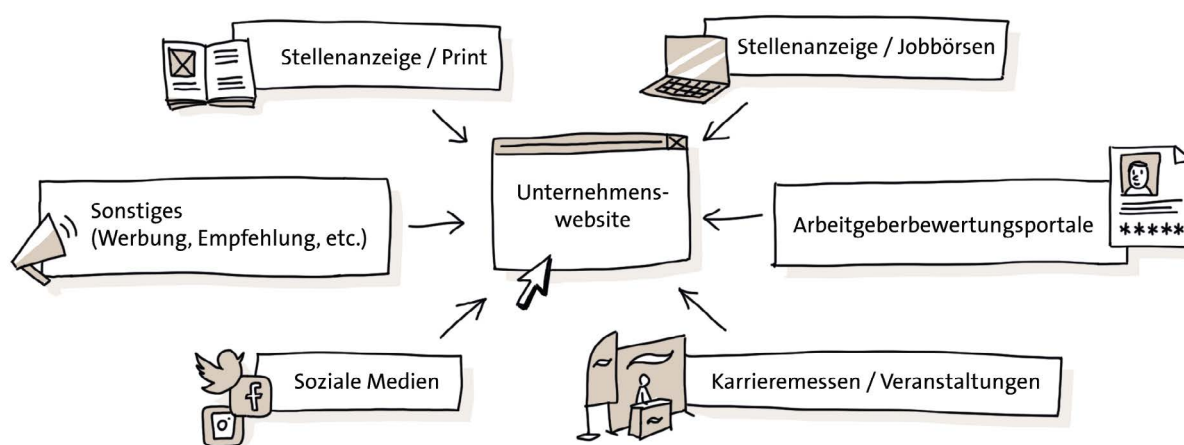 Stellenanzeige / Print
Stellenanzeige / Jobbörsen
Unternehmens-
website
Sonstiges
(Werbung, Empfehlung, etc.)
Arbeitgeberbewertungsportale
*****
Soziale Medien
f
Karrieremessen / Veranstaltungen